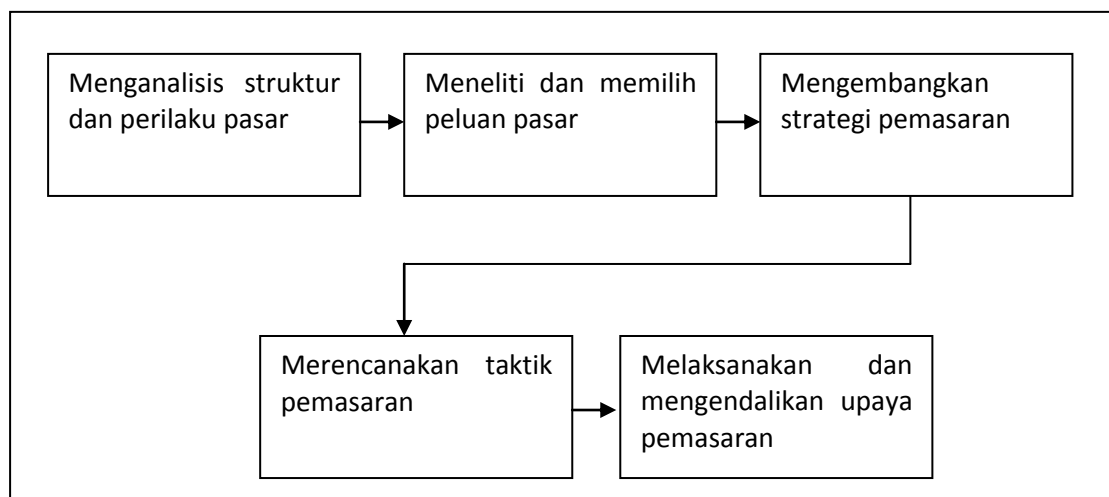 Menganalisis struktur
dan perilaku pasar
Meneliti dan memilih
peluan pasar
Mengembangkan
strategi pemasaran
Merencanakan taktik
pemasaran
Melaksanakan dan
mengendalikan upaya
pemasaran